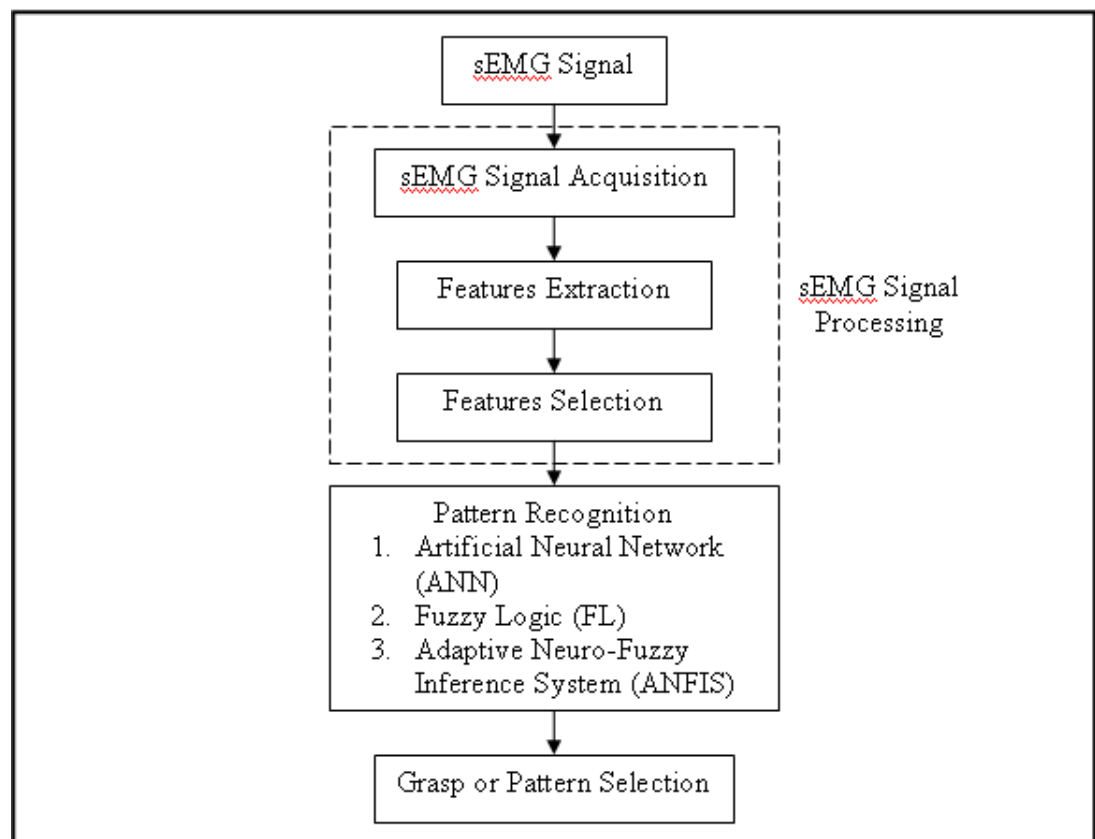 sEMG Signal
sEMG Signal Acquisition
Features Extraction
Features Selection
sEMG Signal
Processing
Pattern Recognition
1. Artificial Neural Network
(ANN)
2. Fuzzy Logic (FL)
3. Adaptive Neuro-Fuzzy
Inference System (ANFIS)
Grasp or Pattern Selection